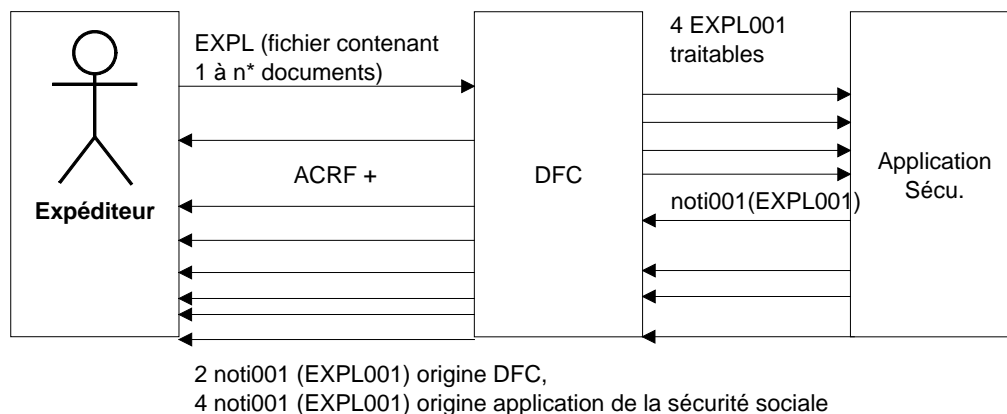 EXPL (fichier contenant
1 à n* documents)
4 EXPL001
traitables
ACRF +
DFC
Application
Sécu.
Expéditeur
noti001(EXPL001)
2 noti001 (EXPL001) origine DFC,
4 noti001 (EXPL001) origine application de la sécurité sociale